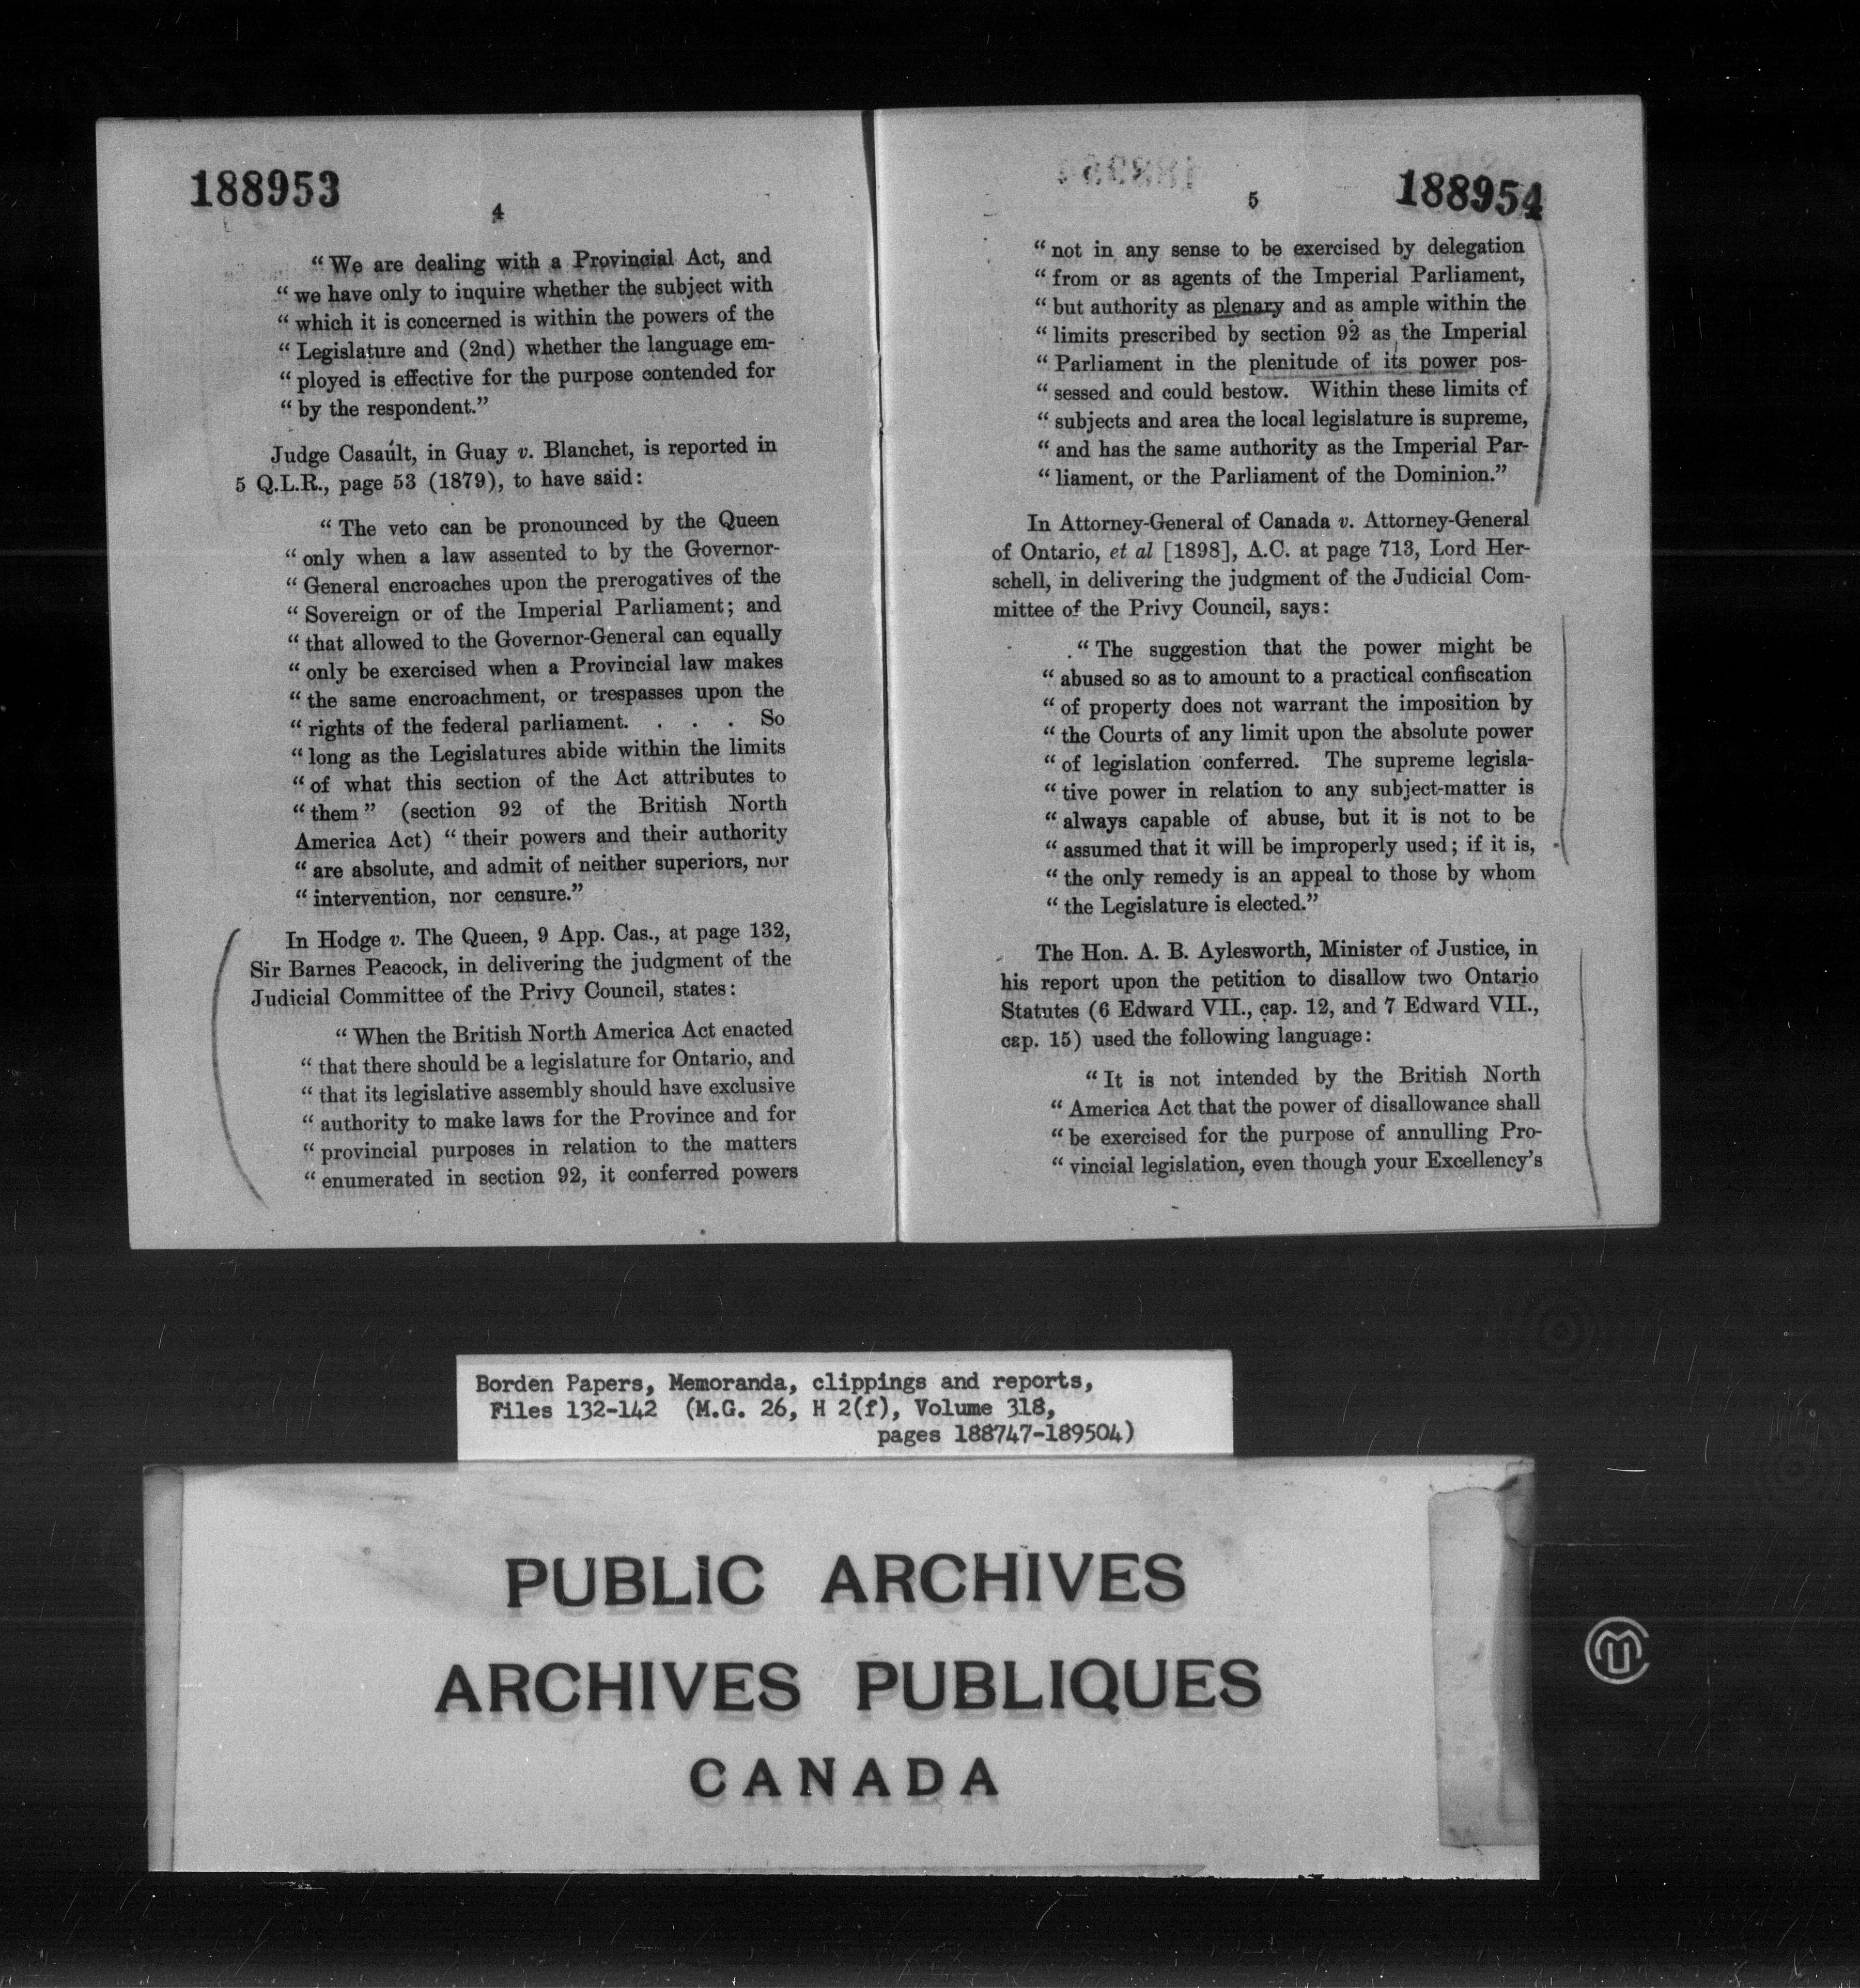 188953
4
“We are dealing with a Provincial Act, and
“ we have only to inquire whether the subject with
“ which it is concerned is within the powers of the
“ Legislature and (2nd) whether the language em-
“ ployed is effective for the purpose contended for
“ by the respondent.”
Judge Casault, in Guay v. Blanchet, is reported in
5 Q.L.R., page 53 (1879), to have said:
“ The veto can be pronounced by the Queen
“ only when a law assented to by the Governor-
“ General encroaches upon the prerogatives of the
“ Sovereign or of the Imperial Parliament; and
“ that allowed to the Governor-General can equally
“ only be exercised when a Provincial law makes
“ the same encroachment, or trespasses upon the
“ rights of the federal parliament. . . . So
“ long as the Legislatures abide within the limits
“ of what this section of the Act attributes to
“ them ” (section 92 of the British North
America Act) “ their powers and their authority
“ are absolute, and admit of neither superiors, nor
“ intervention, nor censure.”
In Hodge v. The Queen, 9 App. Cas., at page 132,
Sir Barnes Peacock, in delivering the judgment of the
Judicial Committee of the Privy Council, states:
“ When the British North America Act enacted
“ that there should be a legislature for Ontario, and
“ that its legislative assembly should have exclusive
“ authority to make laws for the Province and for
“ provincial purposes in relation to the matters
“ enumerated in section 92, it conferred powers
188954
5
“ not in any sense to be exercised by delegation
“ from or as agents of the Imperial Parliament,
“ but authority as plenary and as ample within the
“ limits prescribed by section 92 as the Imperial
“ Parliament in the plenitude of its power pos-
“ sessed and could bestow. Within these limits of
“ subjects and area the local legislature is supreme,
“ and has the same authority as the Imperial Par-
“ liament, or the Parliament of the Dominion.”
In Attorney-General of Canada v. Attorney-General
of Ontario, et al [1898], A.C. at page 713, Lord Her-
schell, in delivering the judgment of the Judicial Com-
mittee of the Privy Council, says:
“ The suggestion that the power might be
“ abused so as to amount to a practical confiscation
“ of property does not warrant the imposition by
“ the Courts of any limit upon the absolute power
“ of legislation conferred. The supreme legisla-
“ tive power in relation to any subject-matter is
“ always capable of abuse, but it is not to be
“ assumed that it will be improperly used; if it is,
“ the only remedy is an appeal to those by whom
“ the Legislature is elected.”
The Hon. A. B. Aylesworth, Minister of Justice, in
his report upon the petition to disallow two Ontario
Statutes (6 Edward VII., cap. 12, and 7 Edward VII.,
cap. 15) used the following language:
“ It is not intended by the British North
“ America Act that the power of disallowance shall
“ be exercised for the purpose of annulling Pro-
“ vincial legislation, even though your Excellency’s
Borden Papers, Memoranda, clippings and reports,
Files 132-142 (M.G. 26, H 2(f), Volume 318,
pages 188747-189504)
PUBLIC ARCHIVES
ARCHIVES PUBLIQUES
CANADA